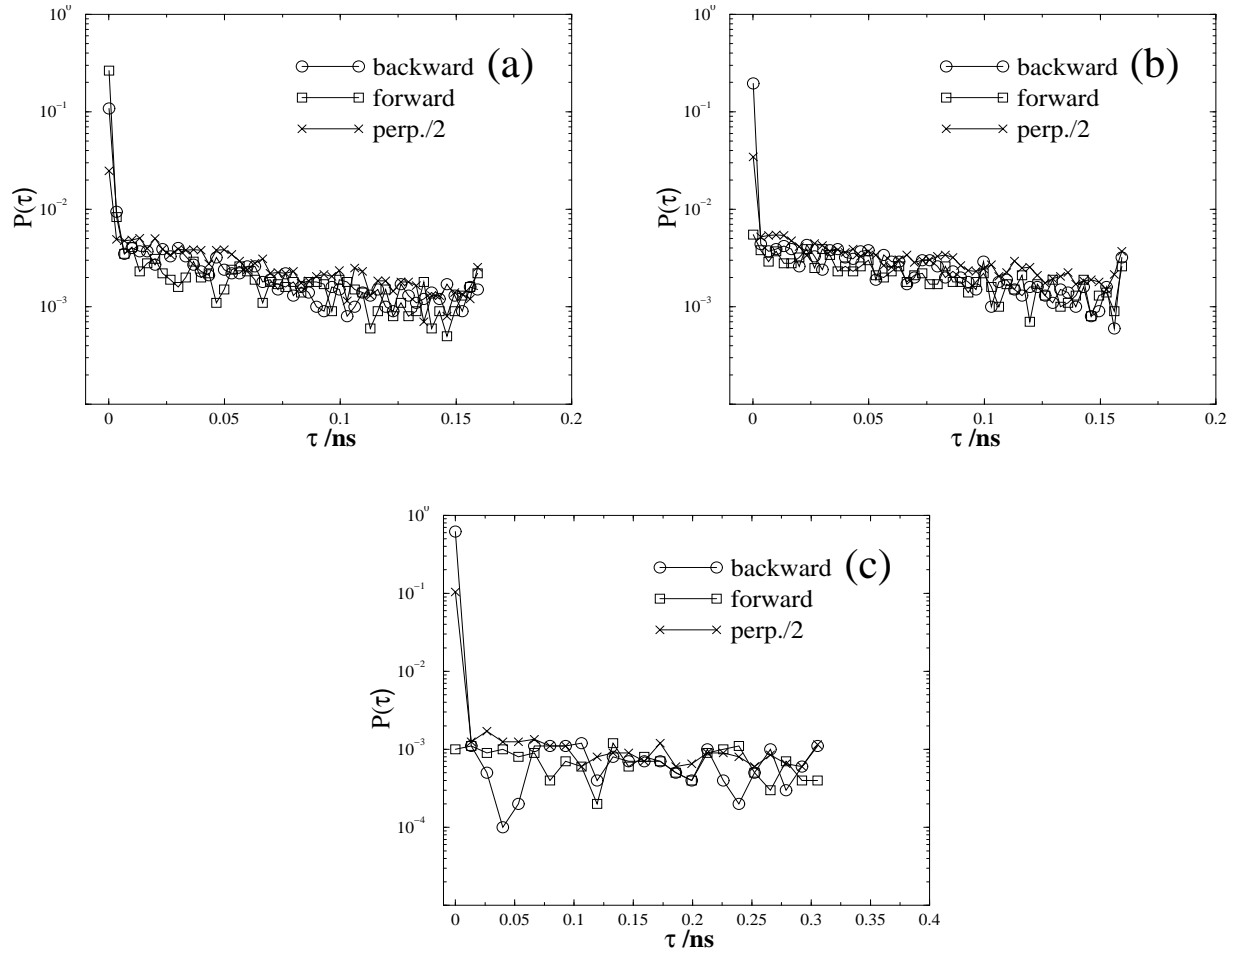 10⁰
10⁻¹
10⁻²
10⁻³
P(τ)
backward
forward
perp./2
(a)
0 0.05 0.1 0.15 0.2
τ /ns
10⁰
10⁻¹
10⁻²
10⁻³
P(τ)
backward
forward
perp./2
(b)
0 0.05 0.1 0.15 0.2
τ /ns
10⁰
10⁻¹
10⁻²
10⁻³
10⁻⁴
P(τ)
backward
forward
perp./2
(c)
0 0.05 0.1 0.15 0.2 0.25 0.3 0.35 0.4
τ /ns